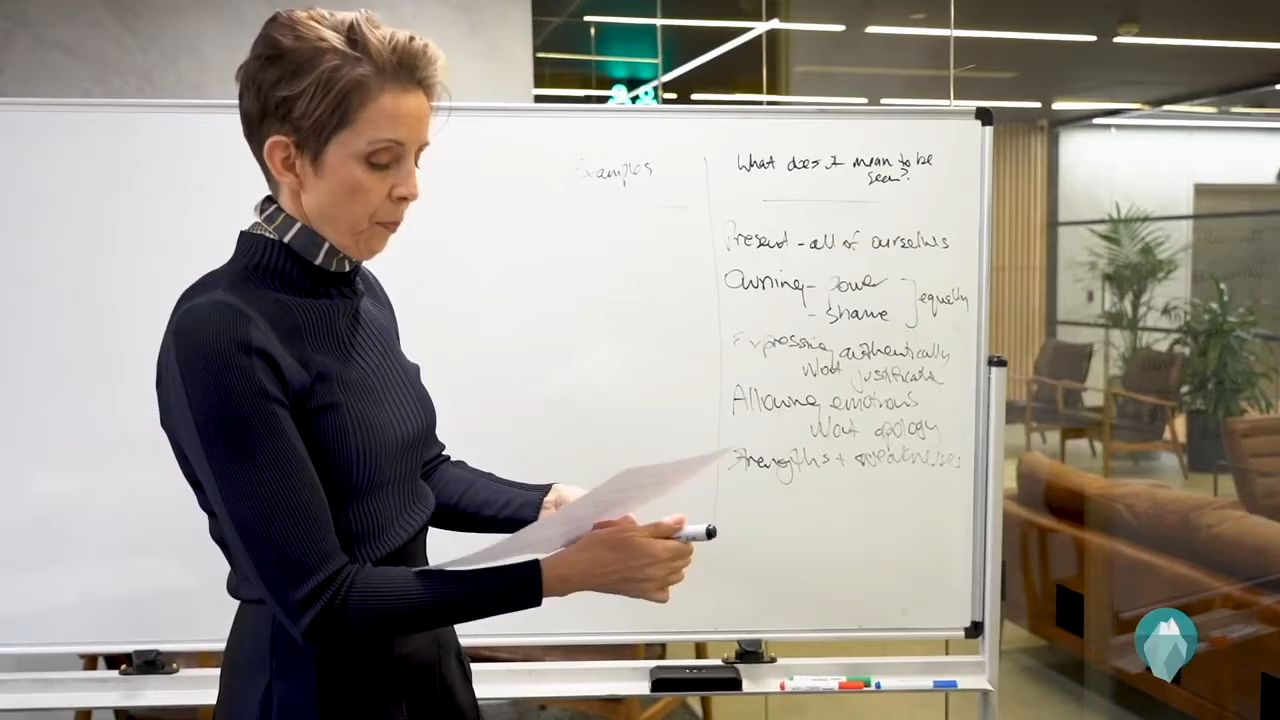 Examples
What does it mean to be
seen?
Present - all of ourselves
Owning - power
- shame
equally
Expressing authentically
Wout justification
Allowing emotions
Wout apology
Strengths + weaknesses